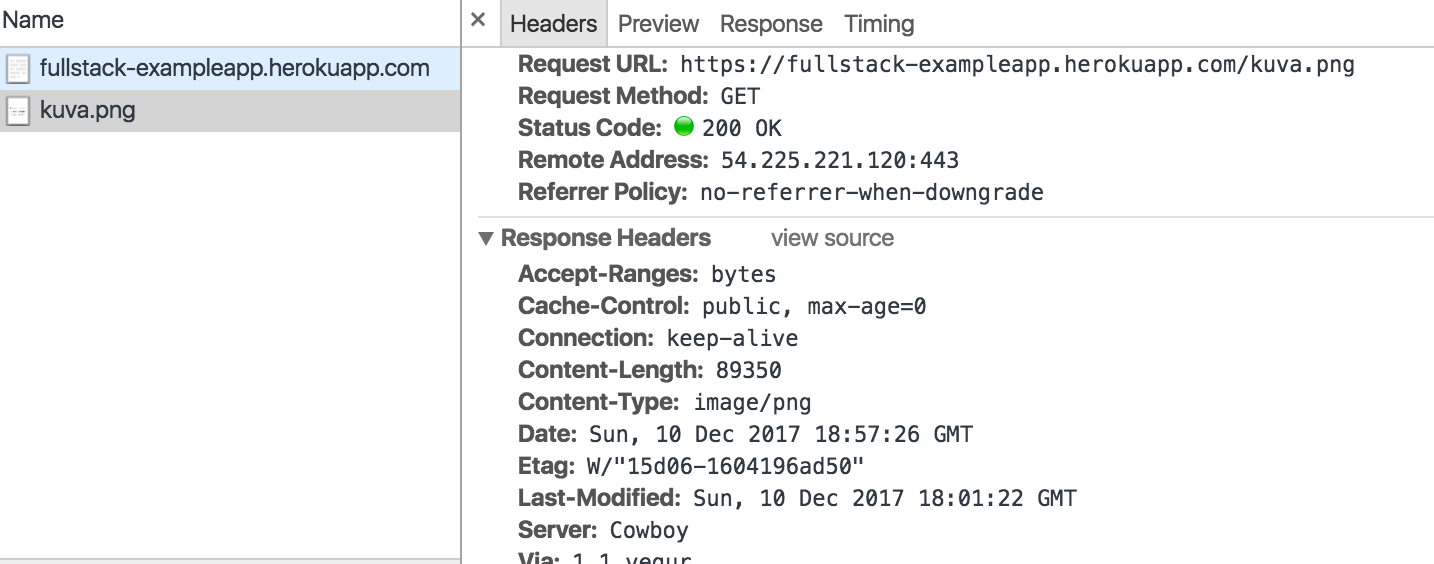 Name
fullstack-exampleapp.herokuapp.com
kuva.png
× Headers Preview Response Timing
Request URL: https://fullstack-exampleapp.herokuapp.com/kuva.png
Request Method: GET
Status Code: 200 OK
Remote Address: 54.225.221.120:443
Referrer Policy: no-referrer-when-downgrade
Response Headers view source
Accept-Ranges: bytes
Cache-Control: public, max-age=0
Connection: keep-alive
Content-Length: 89350
Content-Type: image/png
Date: Sun, 10 Dec 2017 18:57:26 GMT
Etag: W/"15d06-1604196ad50"
Last-Modified: Sun, 10 Dec 2017 18:01:22 GMT
Server: Cowboy
Via: 1.1 vegur